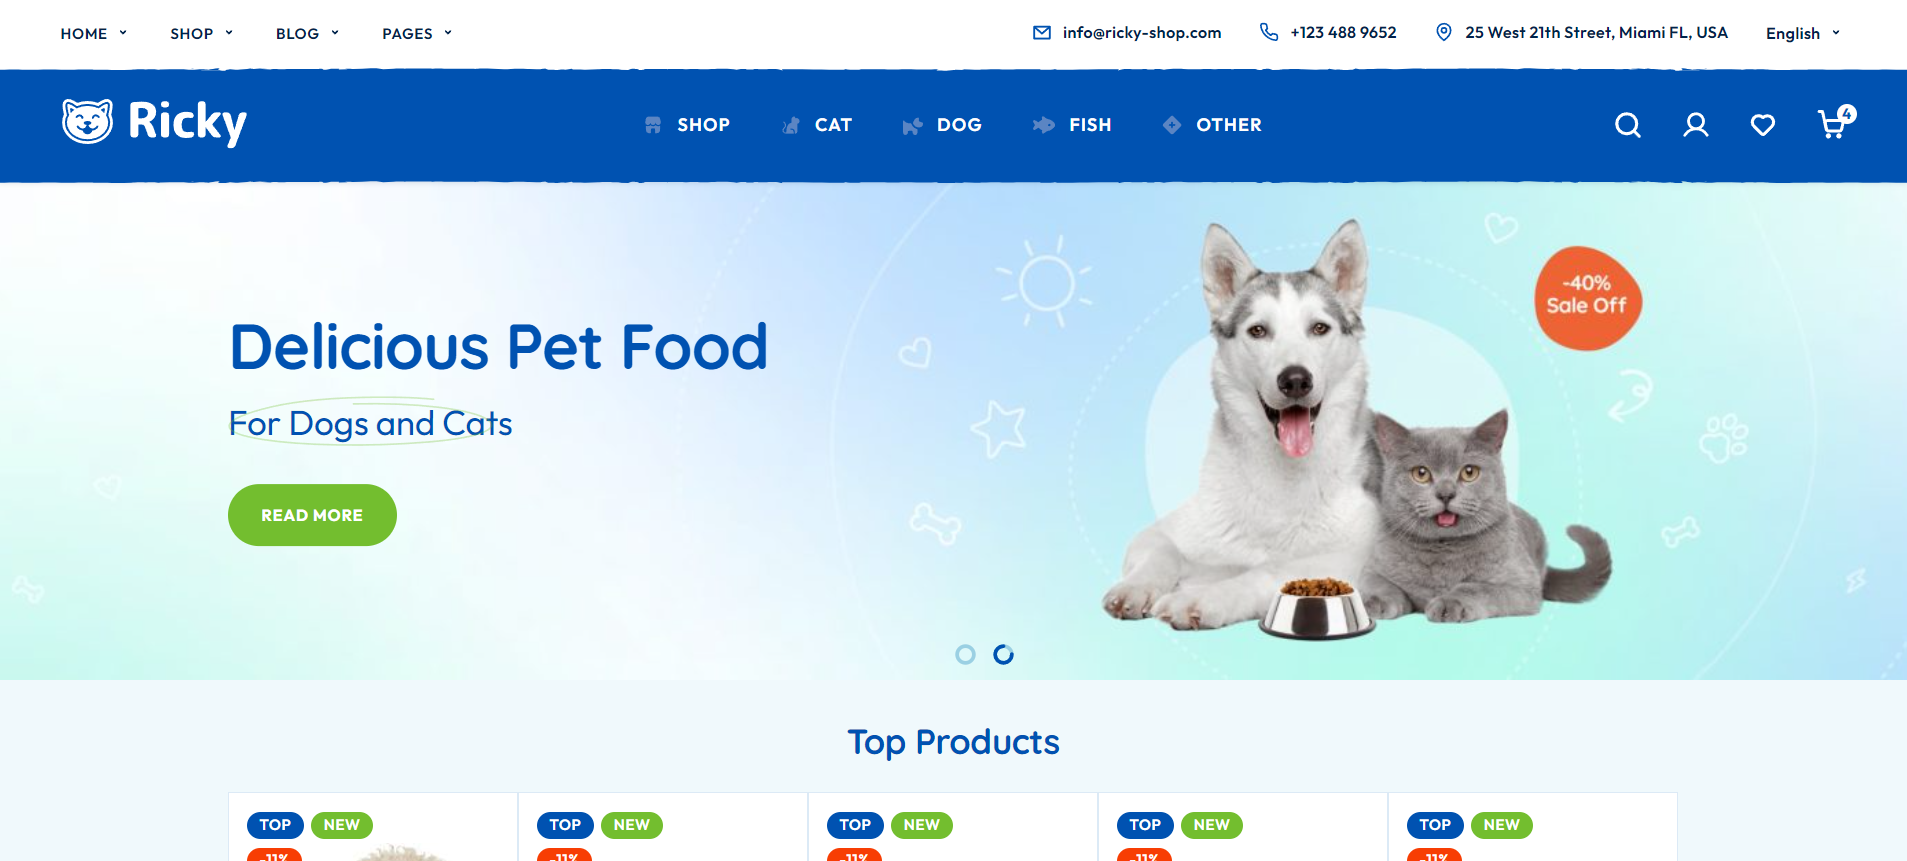 HOME SHOP BLOG PAGES info@ricky-shop.com +123 488 9652 25 West 21th Street, Miami FL, USA English
Ricky SHOP CAT DOG FISH OTHER 4
-40%
Sale Off
Delicious Pet Food
For Dogs and Cats
READ MORE
Top Products
TOP NEW TOP NEW TOP NEW TOP NEW TOP NEW
-11% -11% -11% -11% -11%